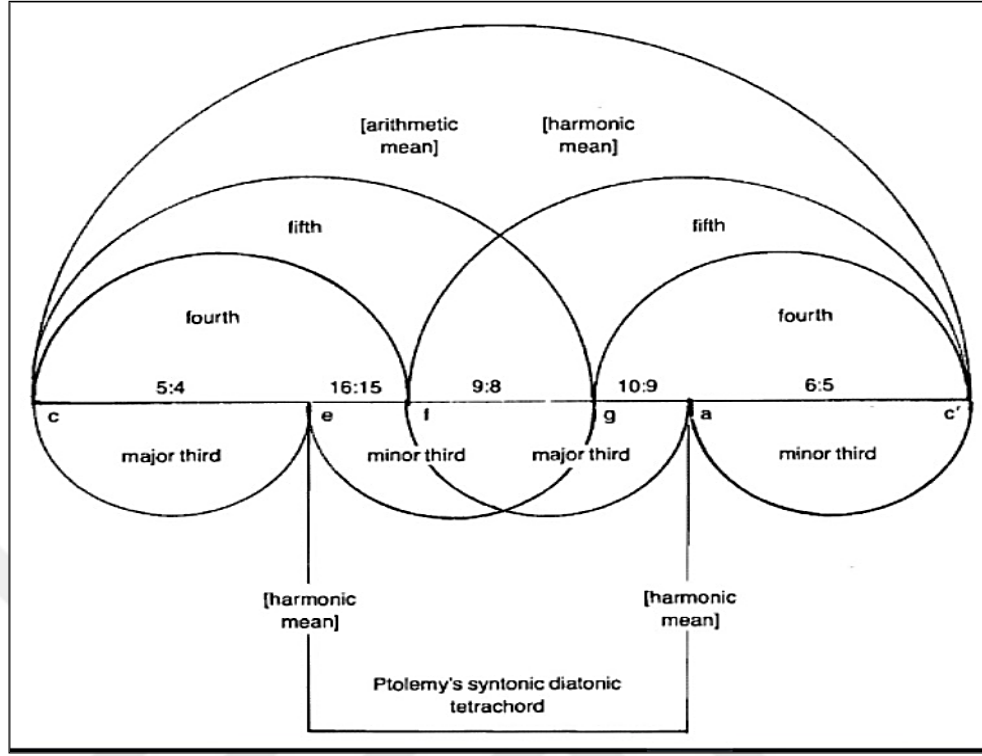 [arithmetic
mean]
[harmonic
mean]
fifth
fifth
fourth
fourth
5:4
16:15
9:8
10:9
6:5
c
e
f
g
a
c'
major third
minor third
major third
minor third
[harmonic
mean]
[harmonic
mean]
Ptolemy's syntonic diatonic
tetrachord